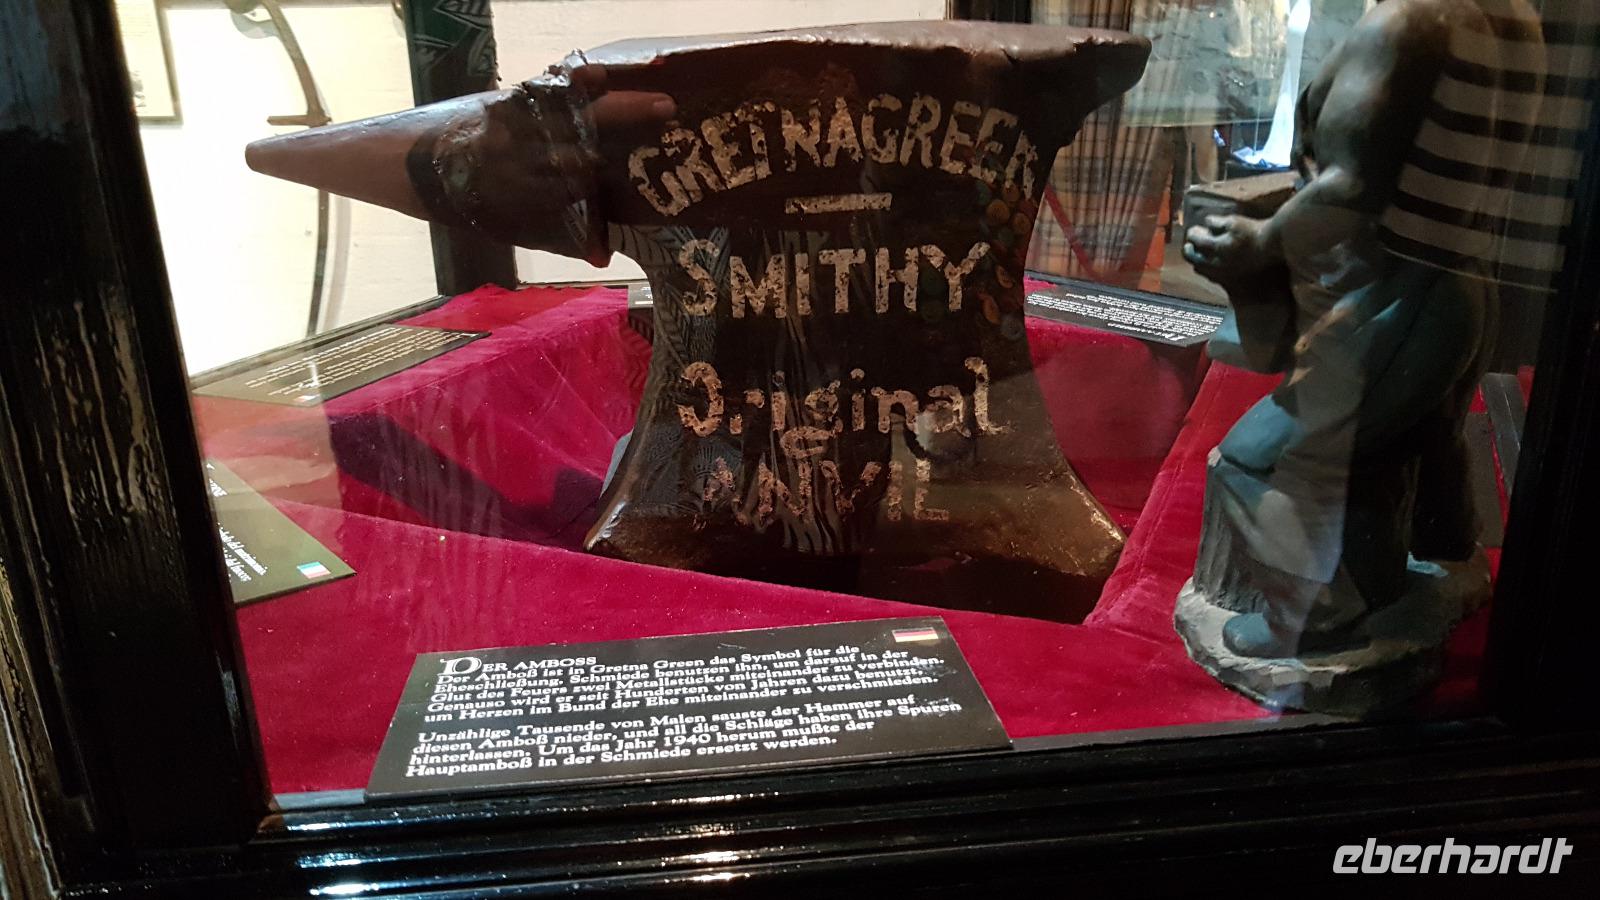 GRETNA GREEN
SMITHY
Original
ANVIL
DER AMBOSS
Der Amboß ist in Gretna Green das Symbol für die
Eheschließung. Schmiede benutzen ihn, um darauf in der
Glut des Feuers zwei Metallstücke miteinander zu verbinden.
Genauso wird er seit Hunderten von Jahren dazu benutzt,
um Herzen im Bund der Ehe miteinander zu verschmieden.
Unzählige Tausende von Malen sauste der Hammer auf
diesen Amboß nieder, und all die Schläge haben ihre Spuren
hinterlassen. Um das Jahr 1940 herum mußte der
Hauptamboß in der Schmiede ersetzt werden.
eberhardt